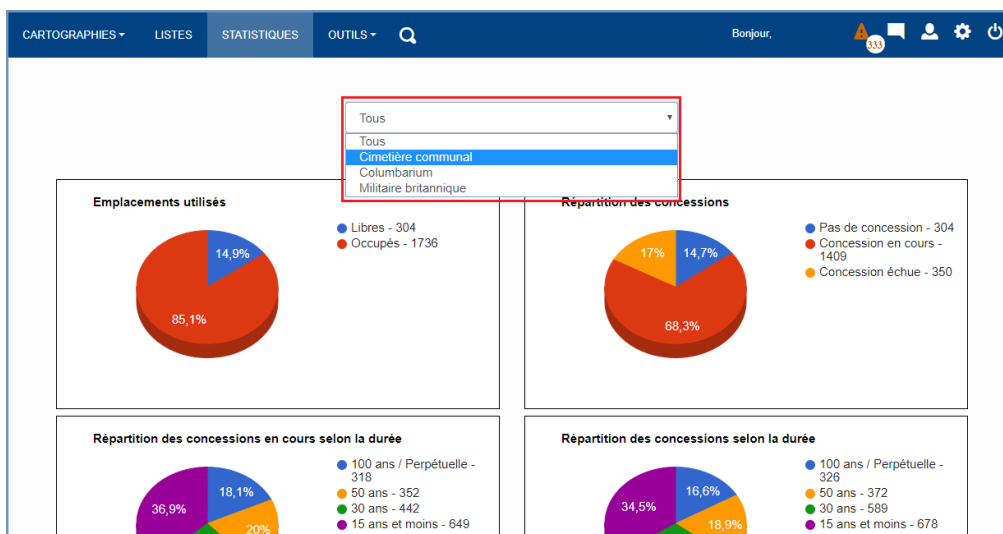 CARTOGRAPHIES LISTES STATISTIQUES OUTILS Bonjour, 333
Tous
Tous
Cimetière communal
Columbarium
Militaire britannique
Emplacements utilisés
Libres - 304
Occupés - 1736
14,9%
85,1%
Répartition des concessions
Pas de concession - 304
Concession en cours -
1409
Concession échue - 350
17%
14,7%
68,3%
Répartition des concessions en cours selon la durée
100 ans / Perpétuelle -
318
50 ans - 352
30 ans - 442
15 ans et moins - 649
18,1%
36,9%
20%
Répartition des concessions selon la durée
100 ans / Perpétuelle -
326
50 ans - 372
30 ans - 589
15 ans et moins - 678
16,6%
34,5%
18,9%